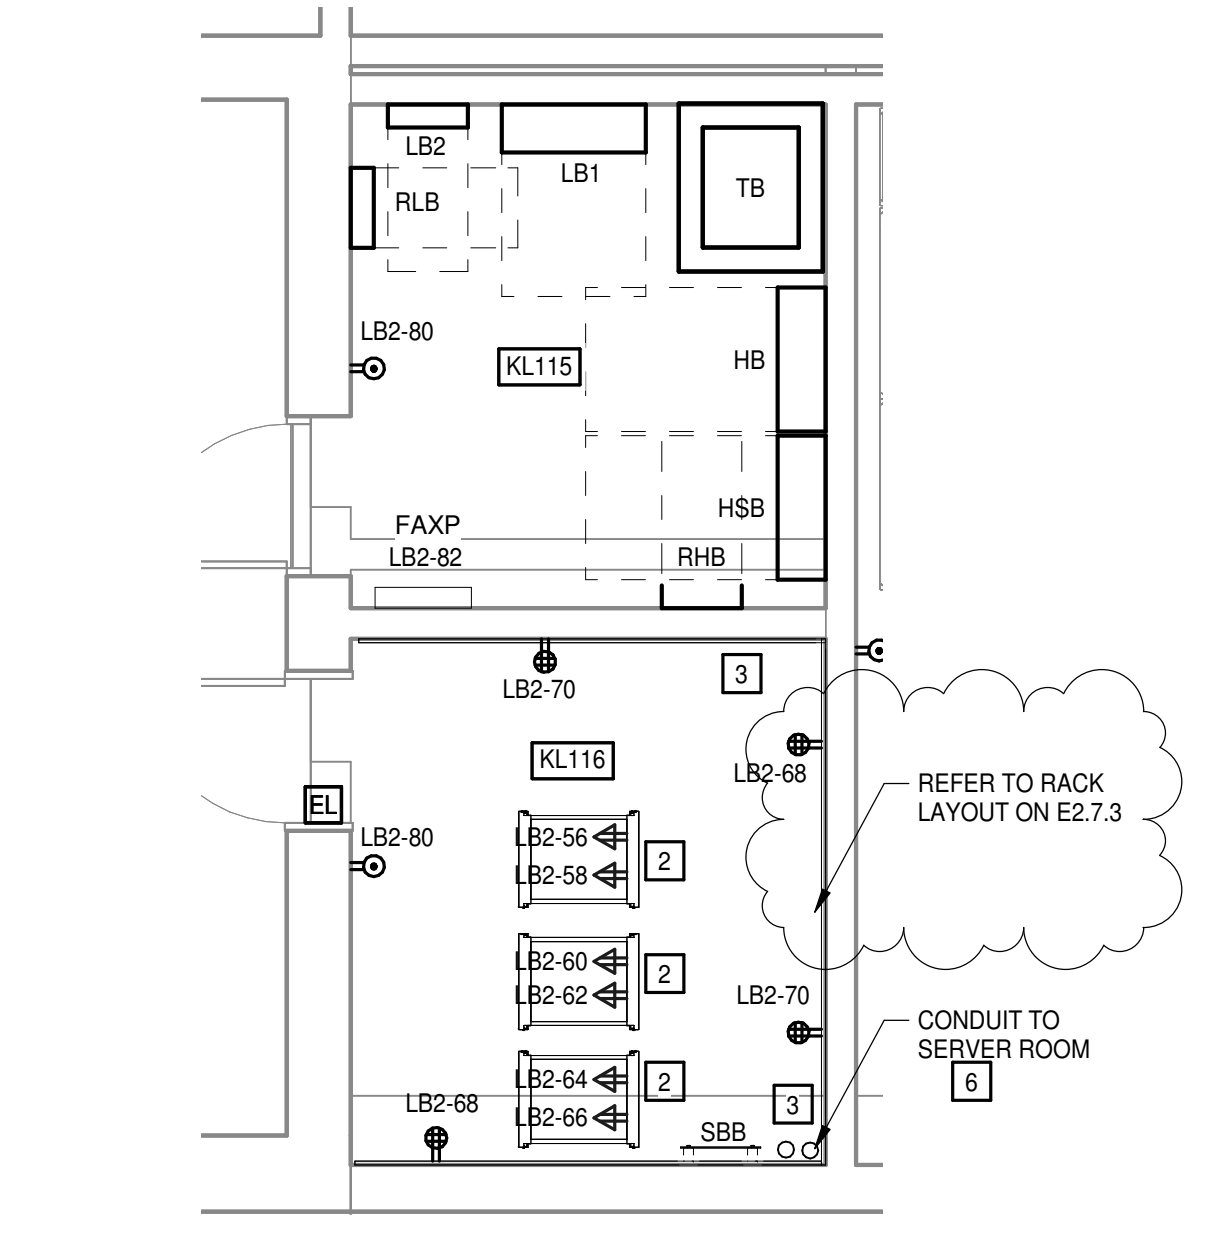 LB2
LB1
TB
RLB
LB2-80
KL115
HB
H$B
FAXP
LB2-82
RHB
3
LB2-70
KL116
LB2-68
REFER TO RACK
LAYOUT ON E2.7.3
EL
LB2-80
LB2-56
2
LB2-58
LB2-60
2
LB2-62
LB2-70
CONDUIT TO
SERVER ROOM
6
LB2-64
2
LB2-66
LB2-68
3
SBB